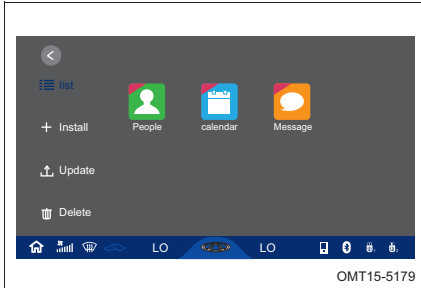 list
People
calendar
Message
Install
Update
Delete
LO
LO
OMT15-5179